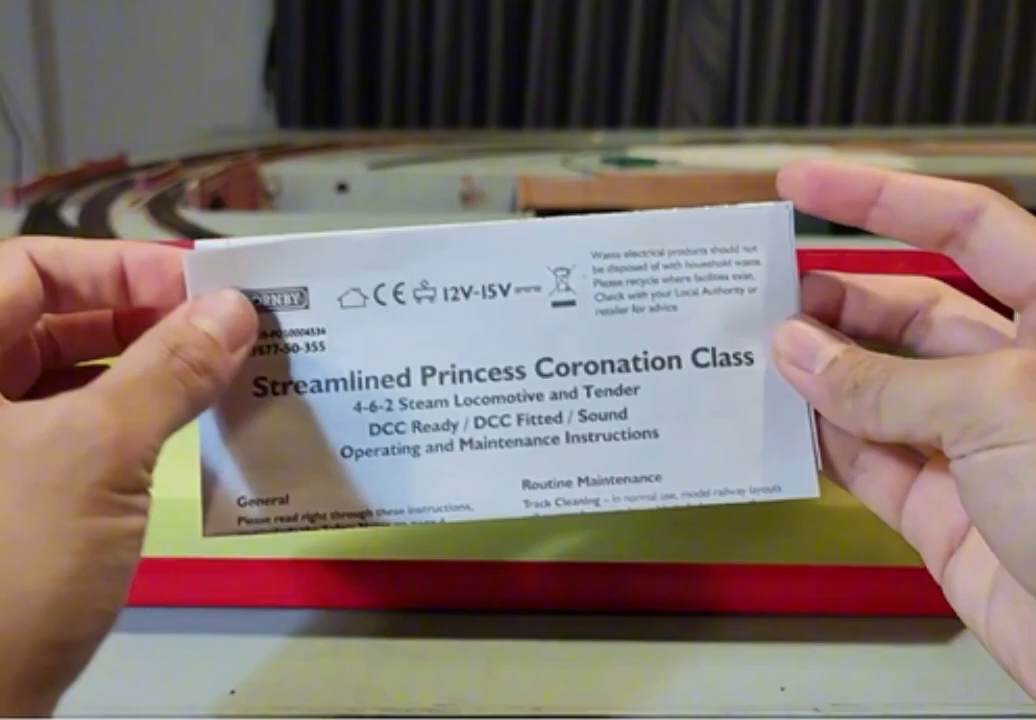 ORNBY
12V-15V
Waste electrical products should not
be disposed of with household waste.
Please recycle where facilities exist.
Check with your Local Authority or
retailer for advice.
577-50-355
Streamlined Princess Coronation Class
4-6-2 Steam Locomotive and Tender
DCC Ready / DCC Fitted / Sound
Operating and Maintenance Instructions
General
Please read right through these instructions,
Routine Maintenance
Track Cleaning – in normal use, model railway layouts